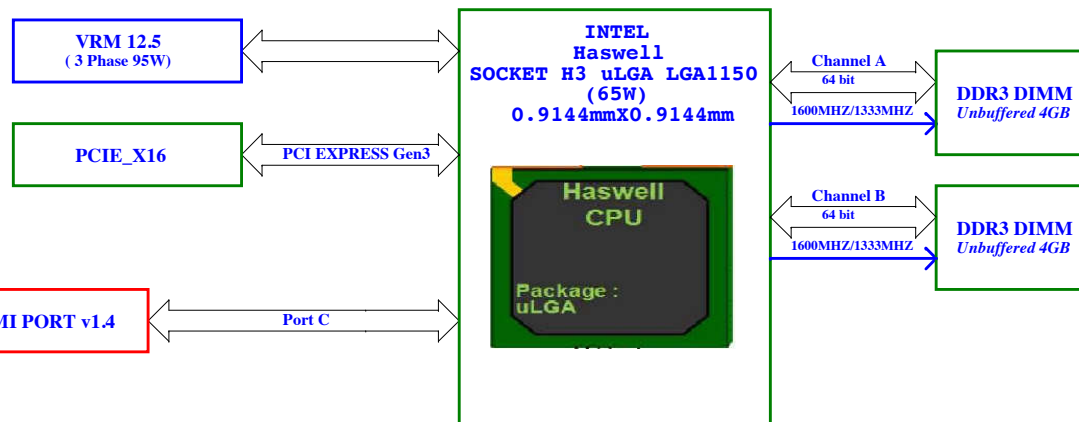 VRM 12.5
( 3 Phase 95W)
PCIE_X16
PCI EXPRESS Gen3
MI PORT v1.4
Port C
INTEL
Haswell
SOCKET H3 uLGA LGA1150
(65W)
0.9144mmX0.9144mm
Haswell
CPU
Package :
uLGA
Channel A
64 bit
1600MHZ/1333MHZ
DDR3 DIMM
Unbuffered 4GB
Channel B
64 bit
1600MHZ/1333MHZ
DDR3 DIMM
Unbuffered 4GB